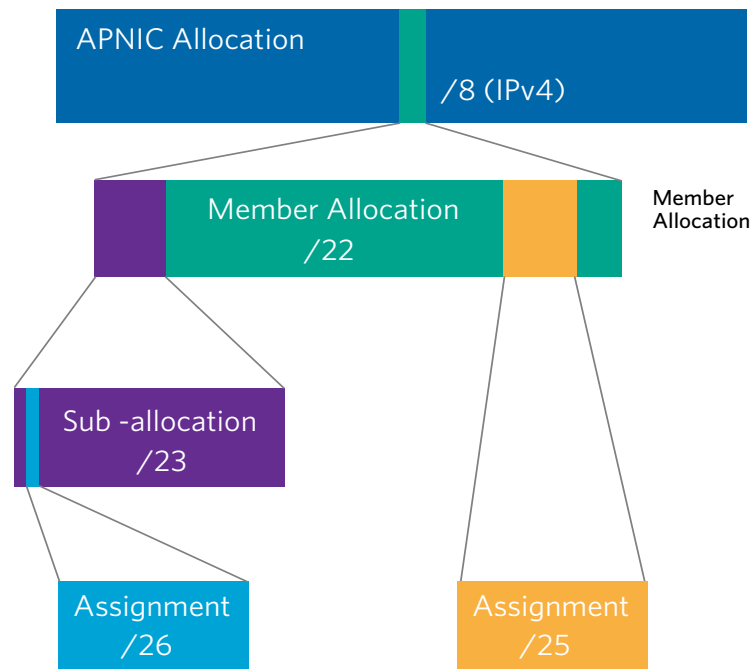 APNIC Allocation
/8 (IPv4)
Member Allocation
/22
Member
Allocation
Sub -allocation
/23
Assignment
/26
Assignment
/25